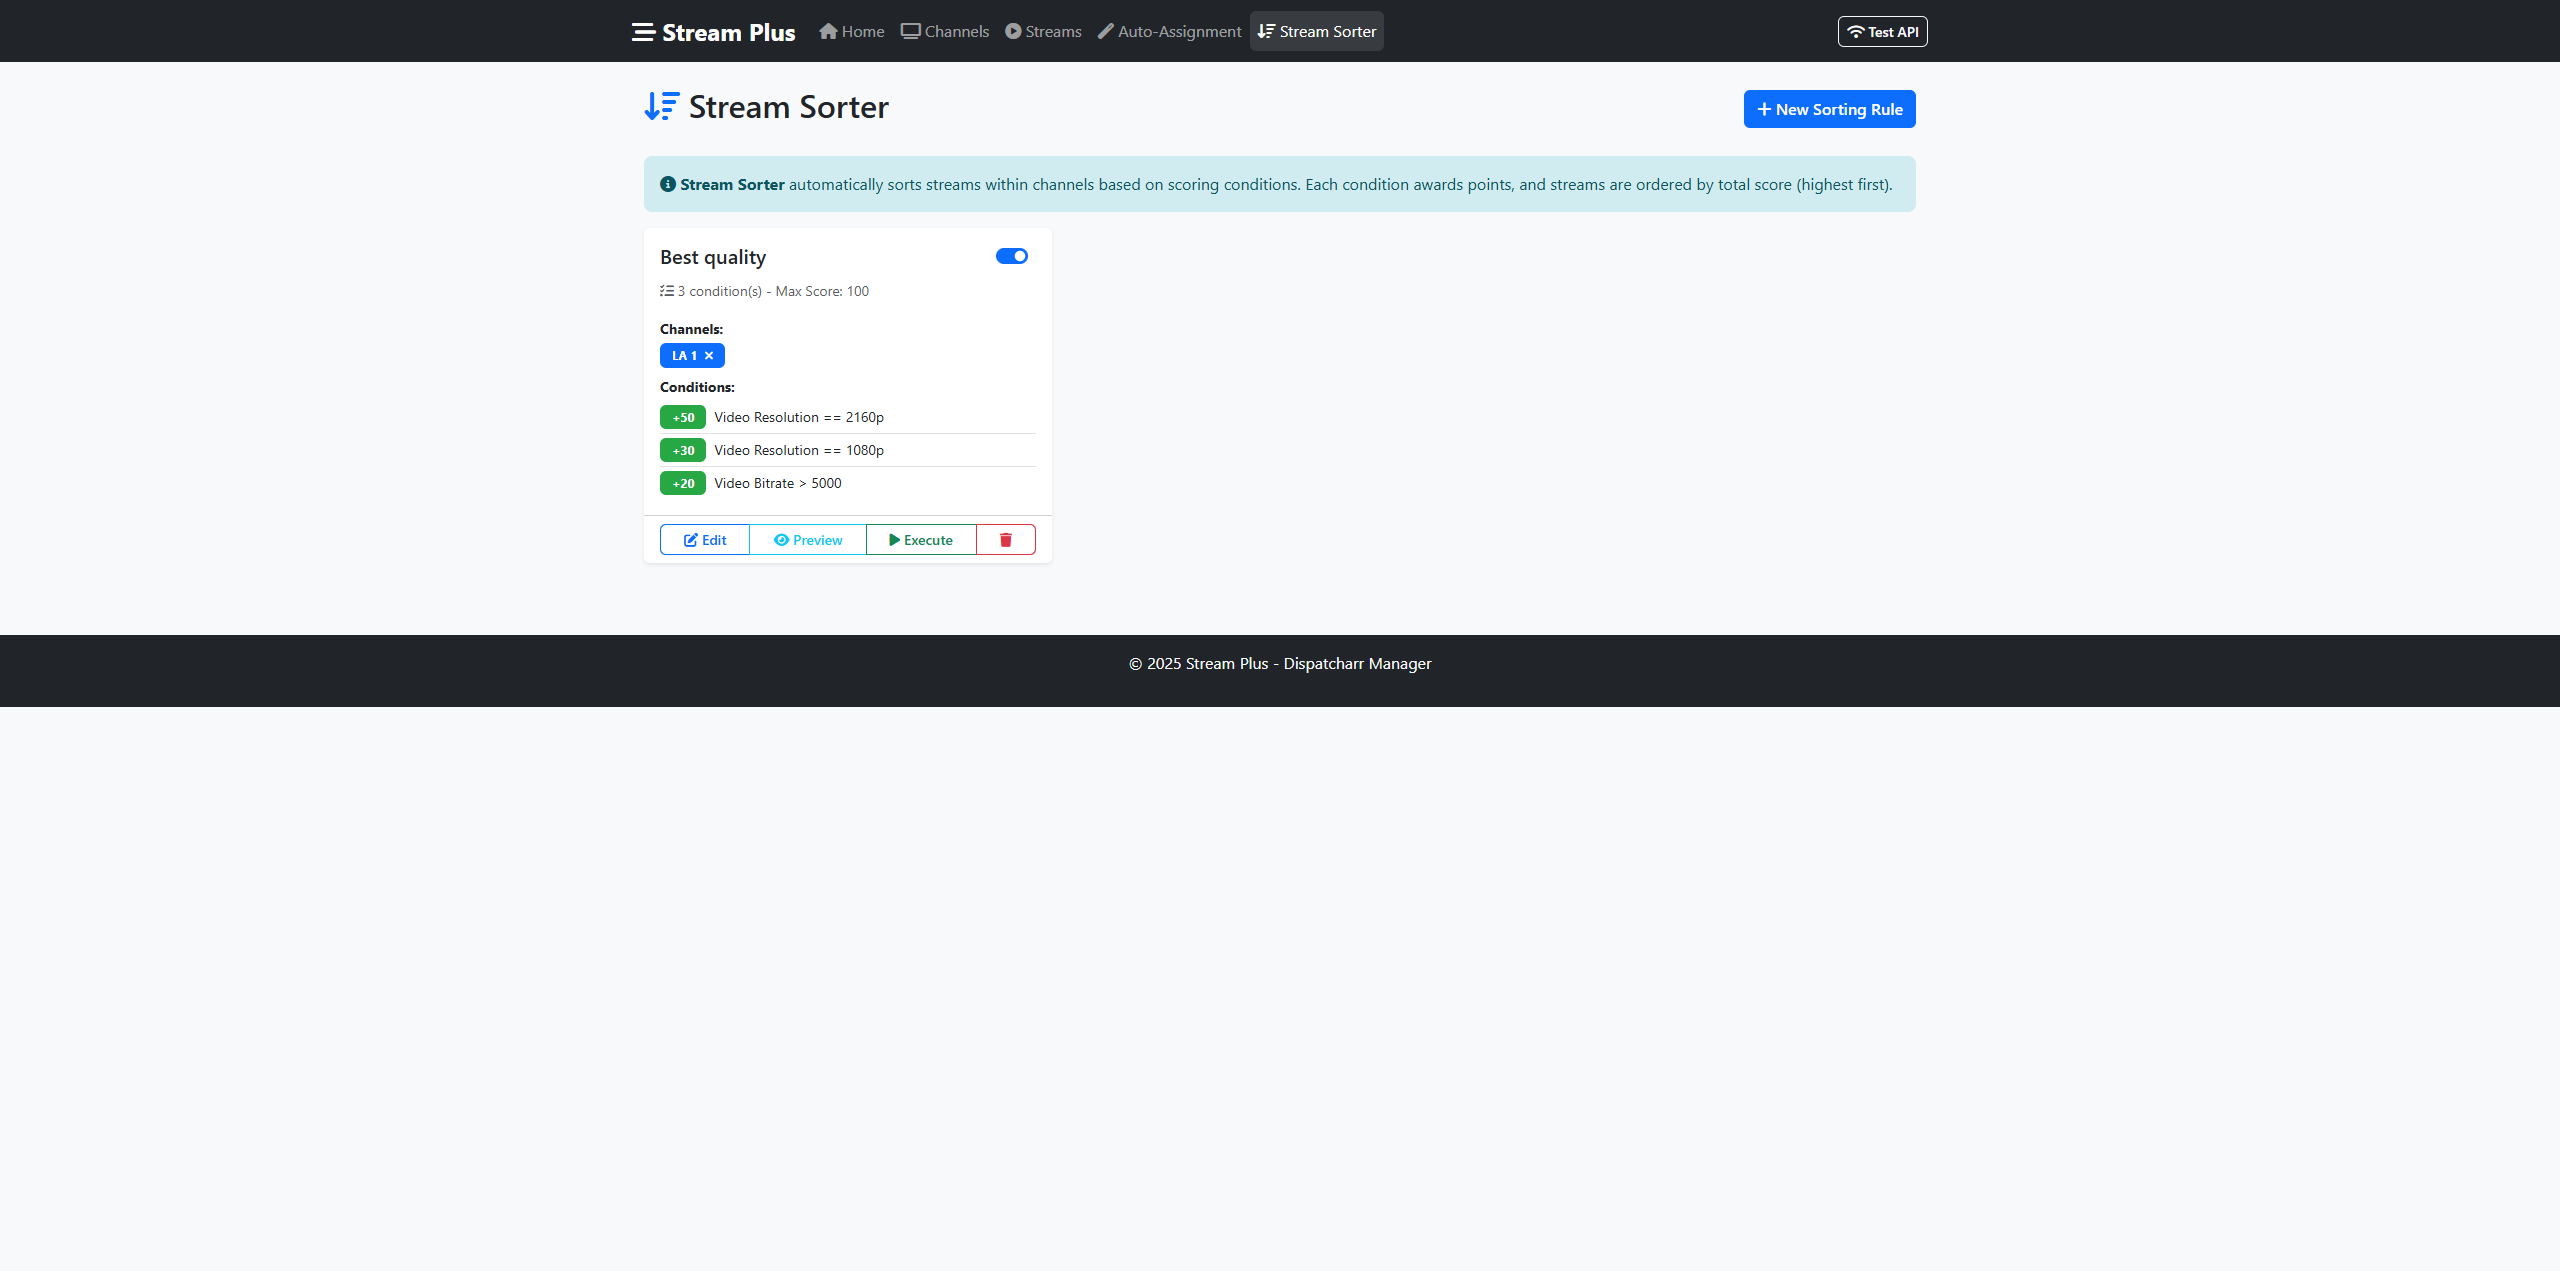 Stream Plus Home Channels Streams Auto-Assignment Stream Sorter Test API
Stream Sorter
New Sorting Rule
Stream Sorter automatically sorts streams within channels based on scoring conditions. Each condition awards points, and streams are ordered by total score (highest first).
Best quality
3 condition(s) - Max Score: 100
Channels:
LA 1 ×
Conditions:
+50 Video Resolution == 2160p
+30 Video Resolution == 1080p
+20 Video Bitrate > 5000
Edit Preview Execute
© 2025 Stream Plus - Dispatcharr Manager